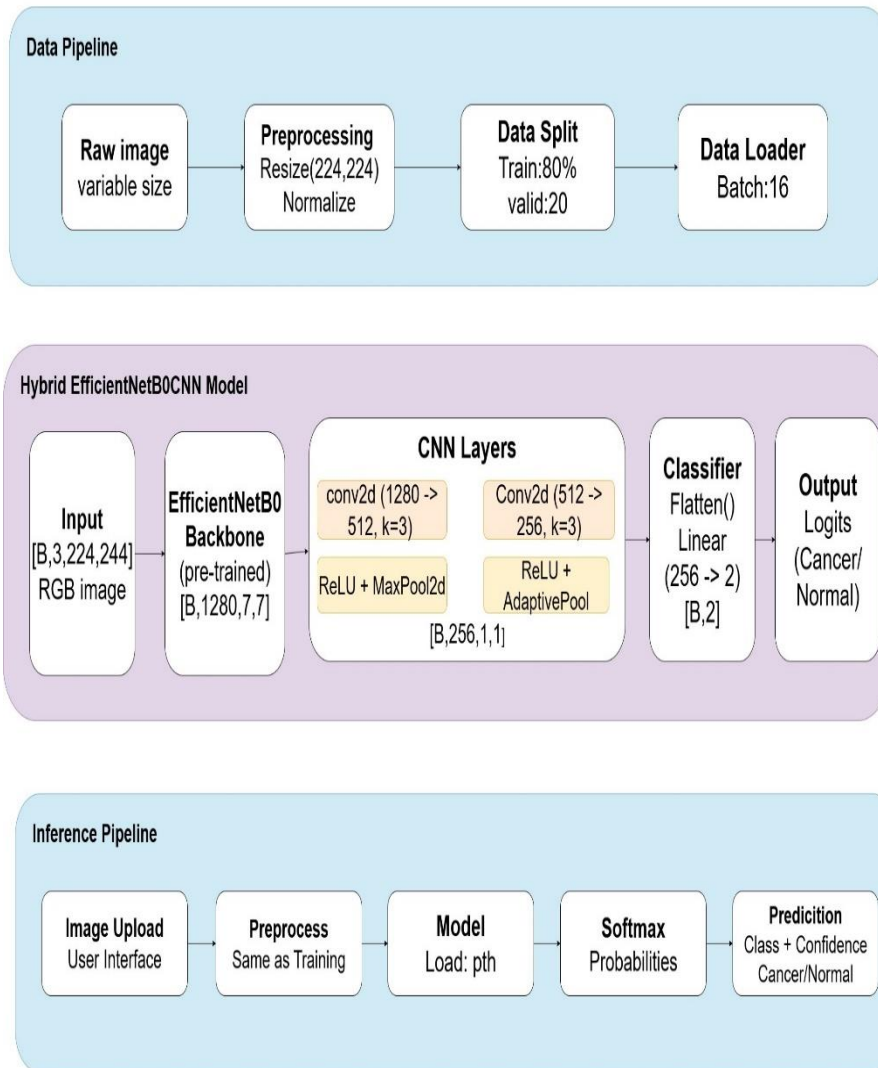 Data Pipeline
Raw image
variable size
Preprocessing
Resize(224,224)
Normalize
Data Split
Train:80%
valid:20
Data Loader
Batch:16
Hybrid EfficientNetB0CNN Model
Input
[B,3,224,244]
RGB image
EfficientNetB0
Backbone
(pre-trained)
[B,1280,7,7]
CNN Layers
conv2d (1280 ->
512, k=3)
Conv2d (512 ->
256, k=3)
ReLU + MaxPool2d
ReLU +
AdaptivePool
[B,256,1,1]
Classifier
Flatten()
Linear
(256 -> 2)
[B,2]
Output
Logits
(Cancer/
Normal)
Inference Pipeline
Image Upload
User Interface
Preprocess
Same as Training
Model
Load: pth
Softmax
Probabilities
Predicition
Class + Confidence
Cancer/Normal